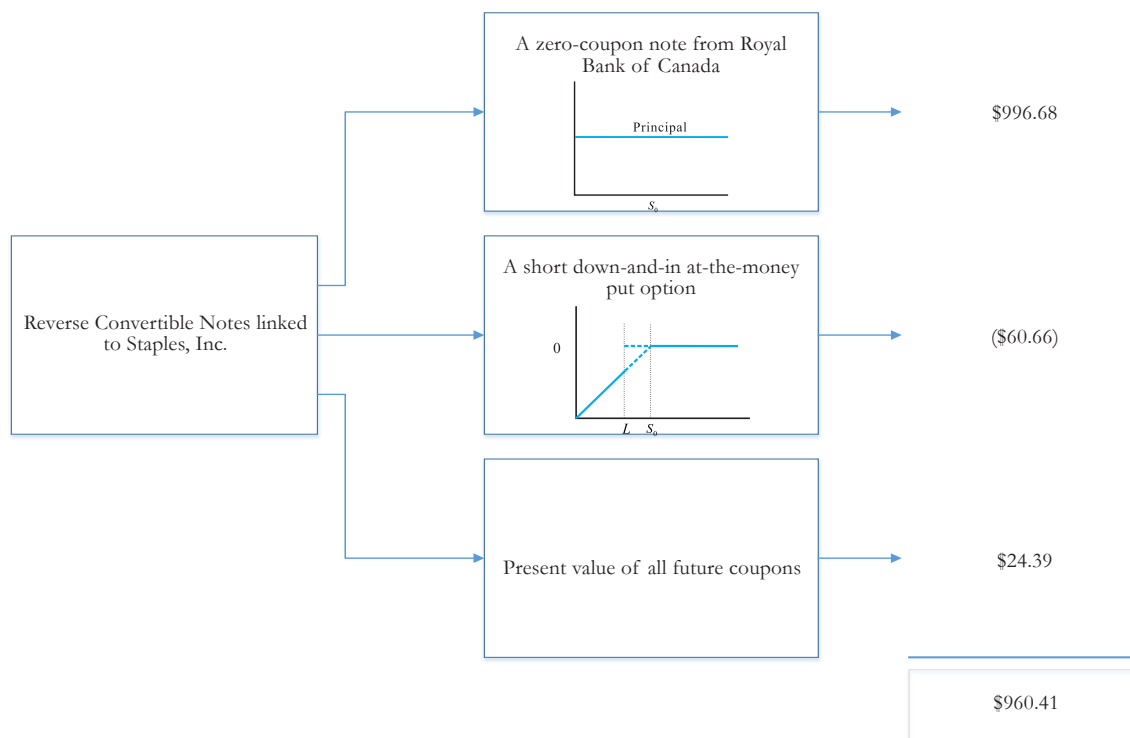 A zero-coupon note from Royal
Bank of Canada
Principal
S₀
$996.68
Reverse Convertible Notes linked
to Staples, Inc.
A short down-and-in at-the-money
put option
0
L S₀
($60.66)
Present value of all future coupons
$24.39
$960.41